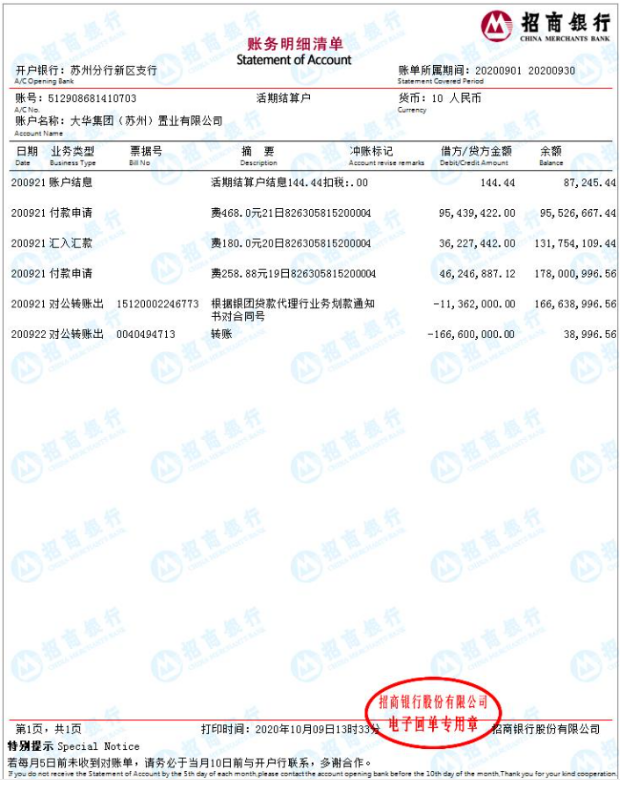 招商银行
CHINA MERCHANTS BANK
账务明细清单
Statement of Account
开户银行：苏州分行新区支行 账单所属期间：20200901 20200930
A/C Opening Bank Statement Covered Period
账号：512908681410703 活期结算户 货币：10 人民币
A/C No. Currency
账户名称：大华集团（苏州）置业有限公司
Account Name
日期 业务类型 票据号 摘 要 冲账标记 借方/贷方金额 余额
Date Business Type Bill No Description Account revise remarks Debit/Credit Amount Balance
200921 账户结息 活期结算户结息144.44扣税:.00 144.44 87,245.44
200921 付款申请 费468.0元21日826305815200004 95,439,422.00 95,526,667.44
200921 汇入汇款 费180.0元20日826305815200004 36,227,442.00 131,754,109.44
200921 付款申请 费258.88元19日826305815200004 46,246,887.12 178,000,996.56
200921 对公转账出 15120002246773 根据银团贷款代理行业务划款通知 -11,362,000.00 166,638,996.56
书对合同号
200922 对公转账出 0040494713 转账 -166,600,000.00 38,996.56
招商银行股份有限公司
电子回单专用章
第1页，共1页 打印时间：2020年10月09日13时33分 招商银行股份有限公司
特别提示 Special Notice
若每月5日前未收到对账单，请务必于当月10日前与开户行联系，多谢合作。
If you do not receive the Statement of Account by the 5th day of each month,please contact the account opening bank before the 10th day of the month,Thank you for your kind cooperation.